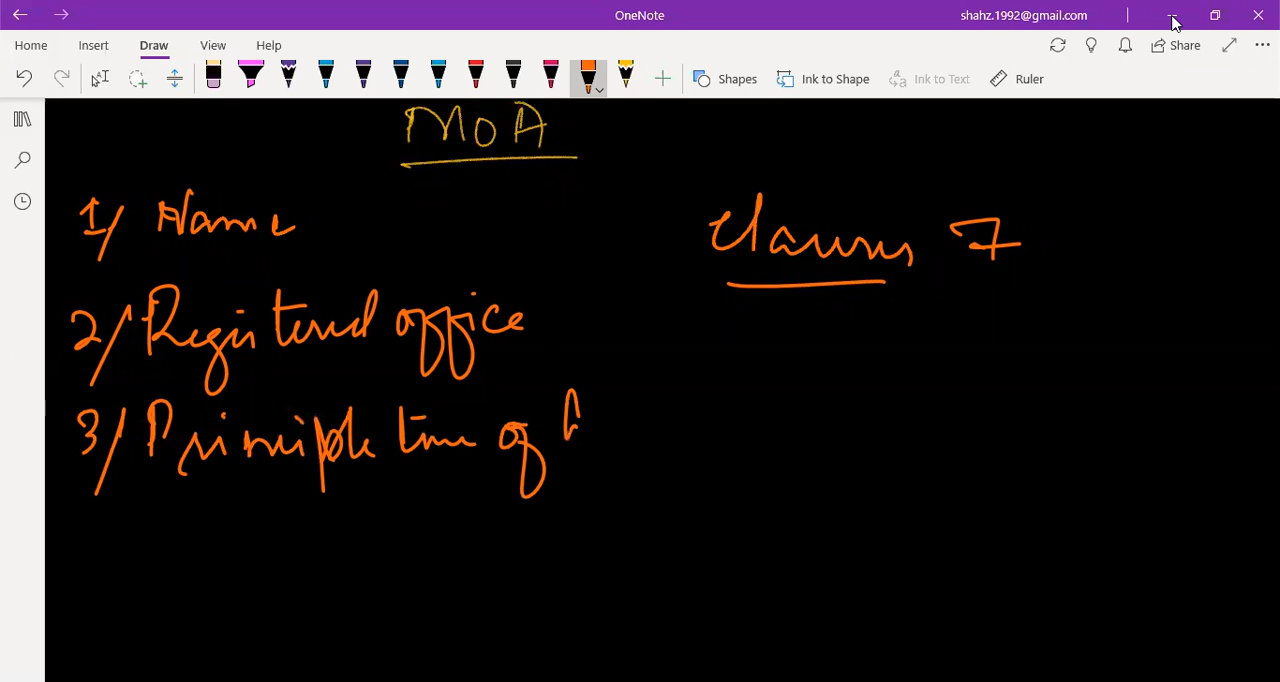 OneNote
shahz.1992@gmail.com
Home Insert Draw View Help
Share
Shapes Ink to Shape Ink to Text Ruler
MOA
1/ Name
Clauses 7
2/ Registered office
3/ Principle line of